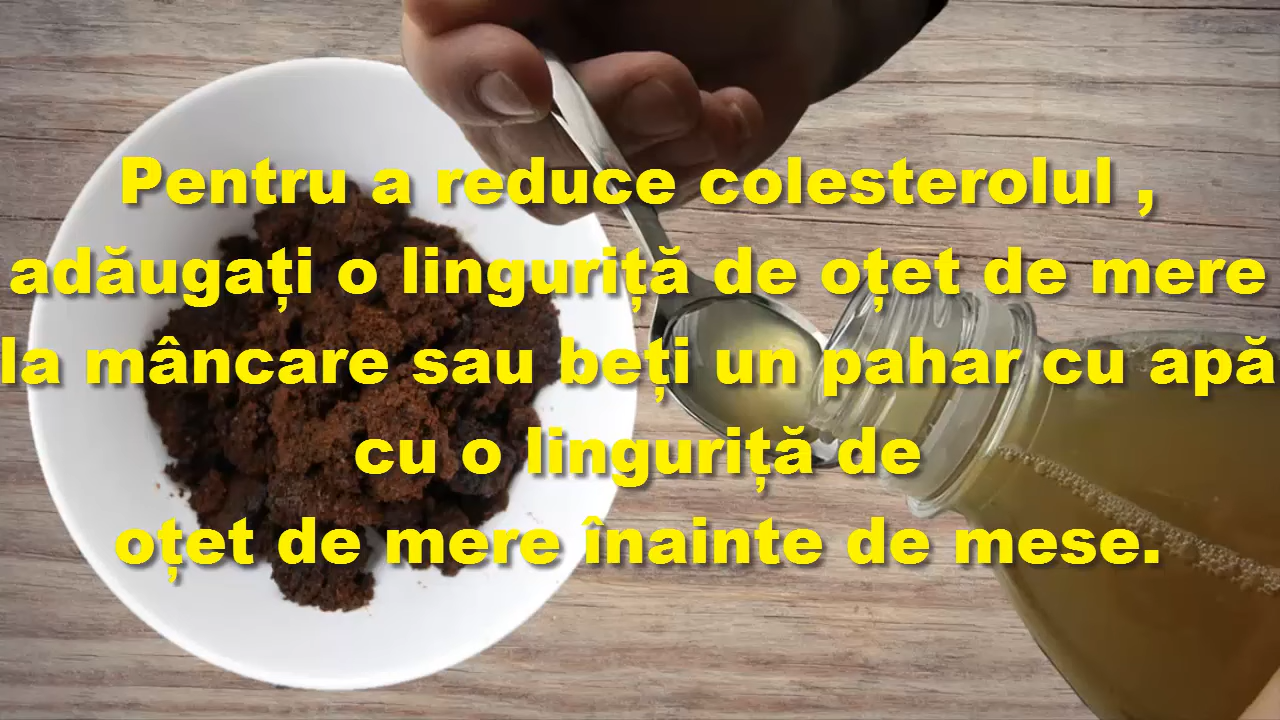 Pentru a reduce colesterolul ,
adăugați o linguriță de oțet de mere
la mâncare sau beți un pahar cu apă
cu o linguriță de
oțet de mere înainte de mese.